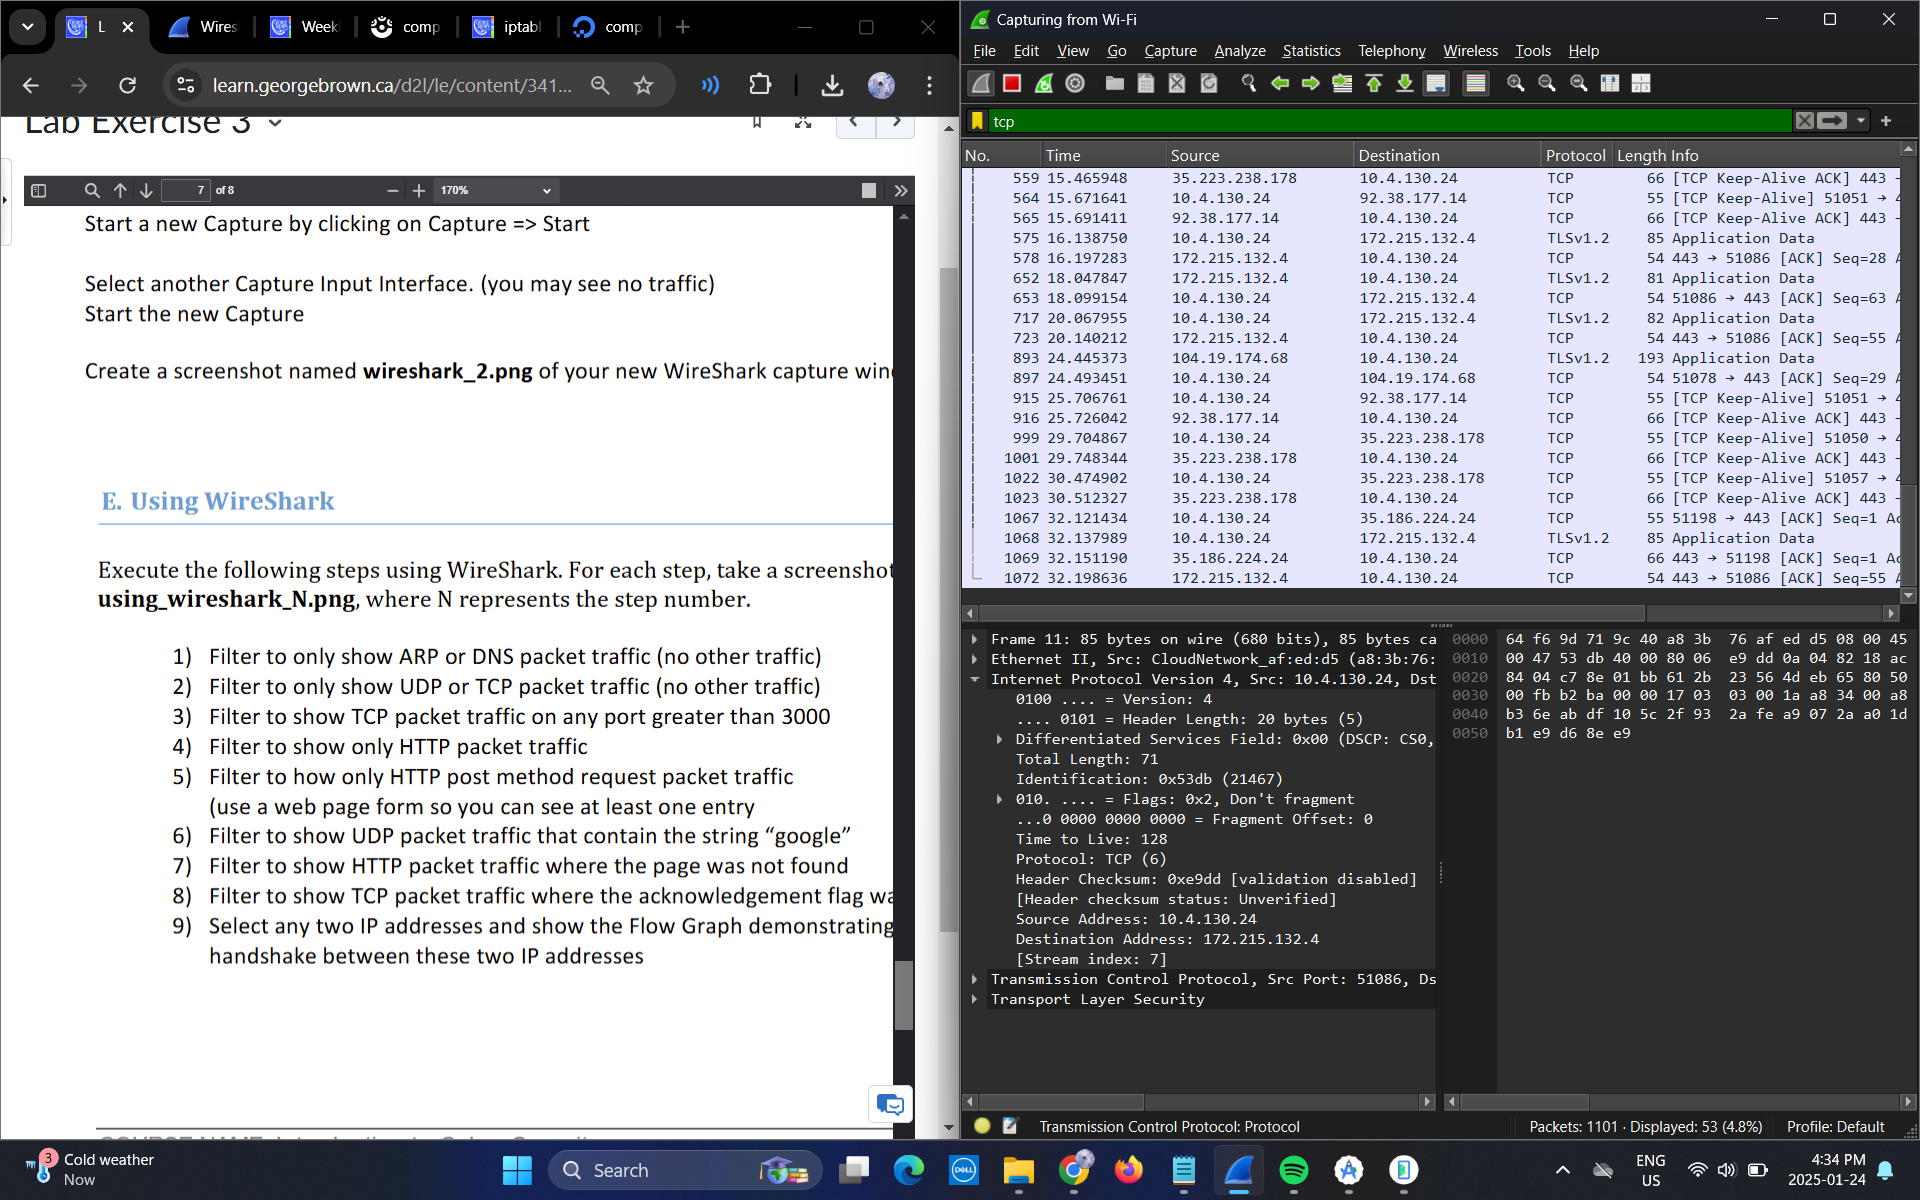 L
Wires
Week
comp
iptabl
comp
learn.georgebrown.ca/d2l/le/content/341...
Lab Exercise 3
7 of 8
170%
Start a new Capture by clicking on Capture => Start
Select another Capture Input Interface. (you may see no traffic)
Start the new Capture
Create a screenshot named wireshark_2.png of your new WireShark capture win
E. Using WireShark
Execute the following steps using WireShark. For each step, take a screenshot
using_wireshark_N.png, where N represents the step number.
1) Filter to only show ARP or DNS packet traffic (no other traffic)
2) Filter to only show UDP or TCP packet traffic (no other traffic)
3) Filter to show TCP packet traffic on any port greater than 3000
4) Filter to show only HTTP packet traffic
5) Filter to how only HTTP post method request packet traffic
(use a web page form so you can see at least one entry
6) Filter to show UDP packet traffic that contain the string “google”
7) Filter to show HTTP packet traffic where the page was not found
8) Filter to show TCP packet traffic where the acknowledgement flag wa
9) Select any two IP addresses and show the Flow Graph demonstrating
handshake between these two IP addresses
Capturing from Wi-Fi
File Edit View Go Capture Analyze Statistics Telephony Wireless Tools Help
tcp
No. Time Source Destination Protocol Length Info
559 15.465948 35.223.238.178 10.4.130.24 TCP 66 [TCP Keep-Alive ACK] 443
564 15.671641 10.4.130.24 92.38.177.14 TCP 55 [TCP Keep-Alive] 51051 →
565 15.691411 92.38.177.14 10.4.130.24 TCP 66 [TCP Keep-Alive ACK] 443
575 16.138750 10.4.130.24 172.215.132.4 TLSv1.2 85 Application Data
578 16.197283 172.215.132.4 10.4.130.24 TCP 54 443 → 51086 [ACK] Seq=28
652 18.047847 172.215.132.4 10.4.130.24 TLSv1.2 81 Application Data
653 18.099154 10.4.130.24 172.215.132.4 TCP 54 51086 → 443 [ACK] Seq=63
717 20.067955 10.4.130.24 172.215.132.4 TLSv1.2 82 Application Data
723 20.140212 172.215.132.4 10.4.130.24 TCP 54 443 → 51086 [ACK] Seq=55
893 24.445373 104.19.174.68 10.4.130.24 TLSv1.2 193 Application Data
897 24.493451 10.4.130.24 104.19.174.68 TCP 54 51078 → 443 [ACK] Seq=29
915 25.706761 10.4.130.24 92.38.177.14 TCP 55 [TCP Keep-Alive] 51051 →
916 25.726042 92.38.177.14 10.4.130.24 TCP 66 [TCP Keep-Alive ACK] 443
999 29.704867 10.4.130.24 35.223.238.178 TCP 55 [TCP Keep-Alive] 51050 →
1001 29.748344 35.223.238.178 10.4.130.24 TCP 66 [TCP Keep-Alive ACK] 443
1022 30.474902 10.4.130.24 35.223.238.178 TCP 55 [TCP Keep-Alive] 51057 →
1023 30.512327 35.223.238.178 10.4.130.24 TCP 66 [TCP Keep-Alive ACK] 443
1067 32.121434 10.4.130.24 35.186.224.24 TCP 55 51198 → 443 [ACK] Seq=1 Ac
1068 32.137989 10.4.130.24 172.215.132.4 TLSv1.2 85 Application Data
1069 32.151190 35.186.224.24 10.4.130.24 TCP 66 443 → 51198 [ACK] Seq=1 Ac
1072 32.198636 172.215.132.4 10.4.130.24 TCP 54 443 → 51086 [ACK] Seq=55
Frame 11: 85 bytes on wire (680 bits), 85 bytes ca
Ethernet II, Src: CloudNetwork_af:ed:d5 (a8:3b:76:
Internet Protocol Version 4, Src: 10.4.130.24, Dst
0100 .... = Version: 4
.... 0101 = Header Length: 20 bytes (5)
Differentiated Services Field: 0x00 (DSCP: CS0,
Total Length: 71
Identification: 0x53db (21467)
010. .... = Flags: 0x2, Don't fragment
...0 0000 0000 0000 = Fragment Offset: 0
Time to Live: 128
Protocol: TCP (6)
Header Checksum: 0xe9dd [validation disabled]
[Header checksum status: Unverified]
Source Address: 10.4.130.24
Destination Address: 172.215.132.4
[Stream index: 7]
Transmission Control Protocol, Src Port: 51086, Ds
Transport Layer Security
0000 64 f6 9d 71 9c 40 a8 3b 76 af ed d5 08 00 45
0010 00 47 53 db 40 00 80 06 e9 dd 0a 04 82 18 ac
0020 84 04 c7 8e 01 bb 61 2b 23 56 4d eb 65 80 50
0030 00 fb b2 ba 00 00 17 03 03 00 1a a8 34 00 a8
0040 b3 6e ab df 10 5c 2f 93 2a fe a9 07 2a a0 1d
0050 b1 e9 d6 8e e9
Transmission Control Protocol: Protocol
Packets: 1101 · Displayed: 53 (4.8%)
Profile: Default
3
Cold weather
Now
Search
DELL
ENG
US
4:34 PM
2025-01-24